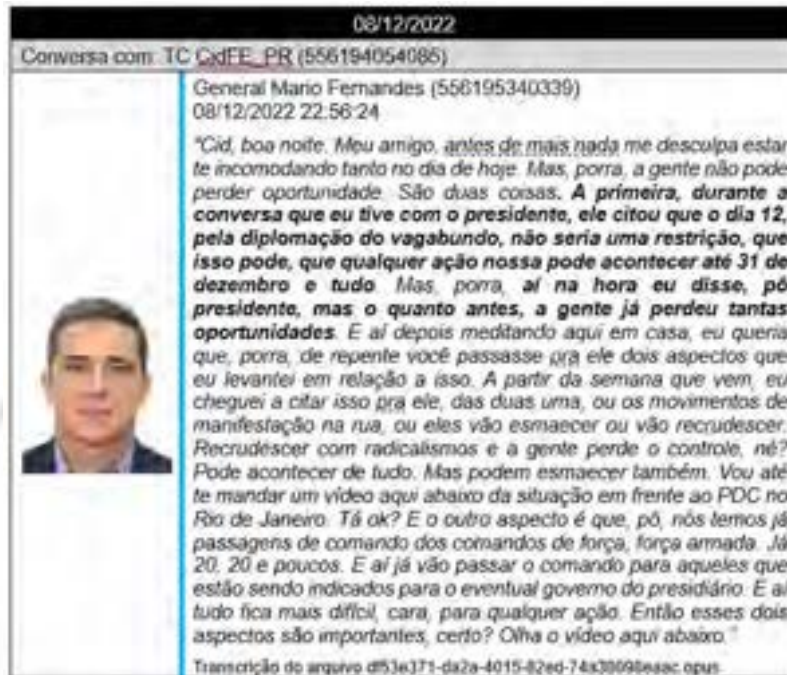 08/12/2022
Conversa com: TC CidFE_PR (556194054085)
General Mario Fernandes (556195340339)
08/12/2022 22:56:24
"Cid, boa noite. Meu amigo, antes de mais nada me desculpa estar
te incomodando tanto no dia de hoje. Mas, porra, a gente não pode
perder oportunidade. São duas coisas. A primeira, durante a
conversa que eu tive com o presidente, ele citou que o dia 12,
pela diplomação do vagabundo, não seria uma restrição, que
isso pode, que qualquer ação nossa pode acontecer até 31 de
dezembro e tudo. Mas, porra, aí na hora eu disse, pô
presidente, mas o quanto antes, a gente já perdeu tantas
oportunidades. E aí depois meditando aqui em casa, eu queria
que, porra, de repente você passasse pra ele dois aspectos que
eu levantei em relação a isso. A partir da semana que vem, eu
cheguei a citar isso pra ele, das duas uma, ou os movimentos de
manifestação na rua, ou eles vão esmaecer ou vão recrudescer.
Recrudescer com radicalismos e a gente perde o controle, né?
Pode acontecer de tudo. Mas podem esmaecer também. Vou até
te mandar um vídeo aqui abaixo da situação em frente ao PDC no
Rio de Janeiro. Tá ok? E o outro aspecto é que, pô, nós temos já
passagens de comando dos comandos de força, força armada. Já
20, 20 e poucos. E aí já vão passar o comando para aqueles que
estão sendo indicados para o eventual governo do presidiário. E aí
tudo fica mais difícil, cara, para qualquer ação. Então esses dois
aspectos são importantes, certo? Olha o vídeo aqui abaixo."
Transcrição do arquivo